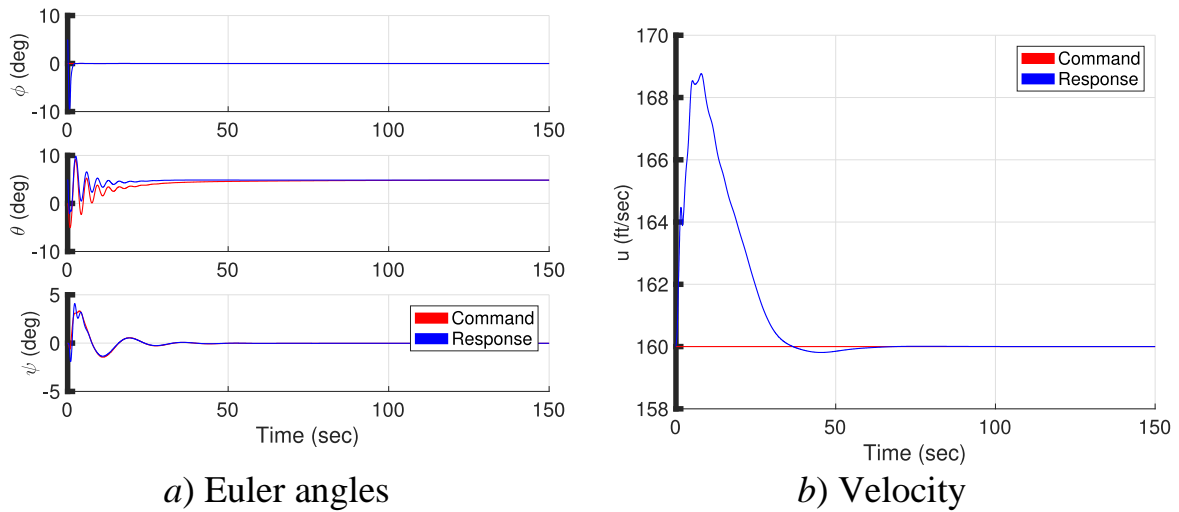 10
0
-10
ϕ (deg)
0
50
100
150
10
0
-10
θ (deg)
0
50
100
150
5
0
-5
ψ (deg)
Command
Response
0
50
100
150
Time (sec)
a) Euler angles
170
168
166
164
162
160
158
u (ft/sec)
Command
Response
0
50
100
150
Time (sec)
b) Velocity